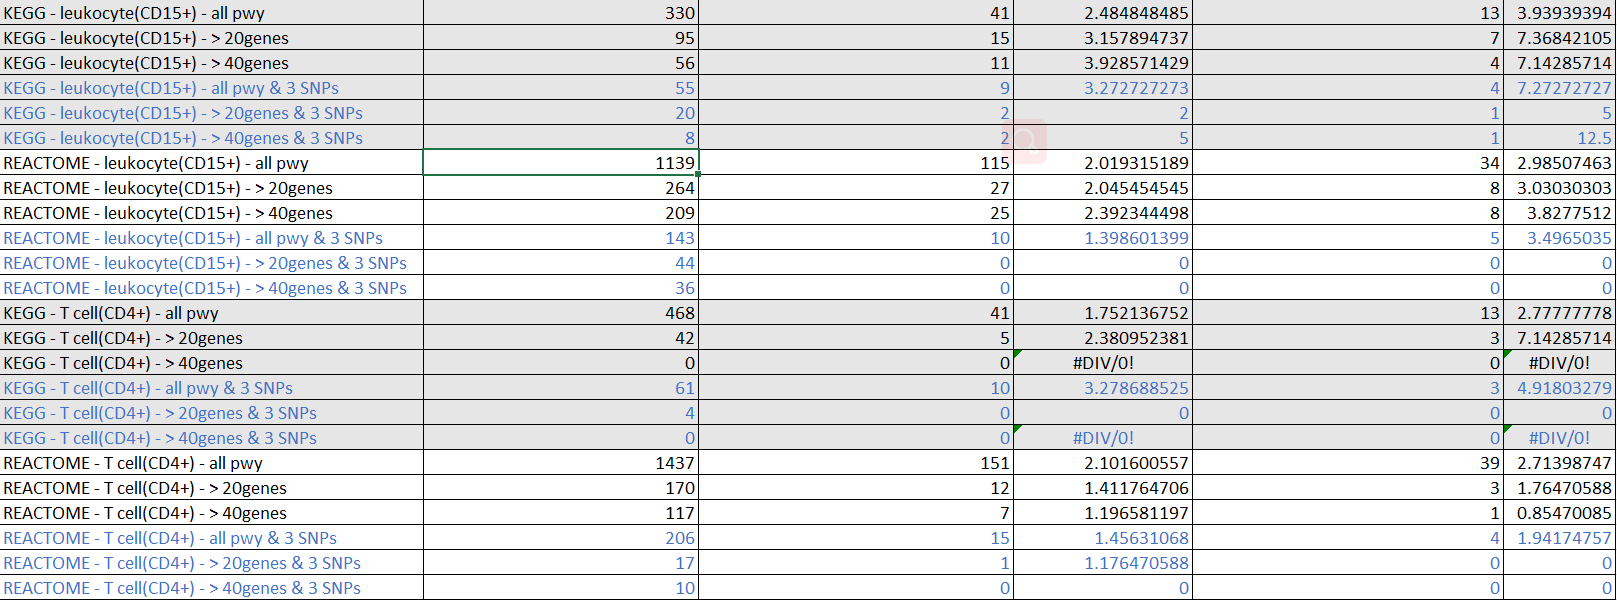 KEGG - leukocyte(CD15+) - all pwy 330 41 2.484848485 13 3.93939394
KEGG - leukocyte(CD15+) - > 20genes 95 15 3.157894737 7 7.36842105
KEGG - leukocyte(CD15+) - > 40genes 56 11 3.928571429 4 7.14285714
KEGG - leukocyte(CD15+) - all pwy & 3 SNPs 55 9 3.272727273 4 7.27272727
KEGG - leukocyte(CD15+) - > 20genes & 3 SNPs 20 2 2 1 5
KEGG - leukocyte(CD15+) - > 40genes & 3 SNPs 8 2 5 1 12.5
REACTOME - leukocyte(CD15+) - all pwy 1139 115 2.019315189 34 2.98507463
REACTOME - leukocyte(CD15+) - > 20genes 264 27 2.045454545 8 3.03030303
REACTOME - leukocyte(CD15+) - > 40genes 209 25 2.392344498 8 3.8277512
REACTOME - leukocyte(CD15+) - all pwy & 3 SNPs 143 10 1.398601399 5 3.4965035
REACTOME - leukocyte(CD15+) - > 20genes & 3 SNPs 44 0 0 0 0
REACTOME - leukocyte(CD15+) - > 40genes & 3 SNPs 36 0 0 0 0
KEGG - T cell(CD4+) - all pwy 468 41 1.752136752 13 2.77777778
KEGG - T cell(CD4+) - > 20genes 42 5 2.380952381 3 7.14285714
KEGG - T cell(CD4+) - > 40genes 0 0 #DIV/0! 0 #DIV/0!
KEGG - T cell(CD4+) - all pwy & 3 SNPs 61 10 3.278688525 3 4.91803279
KEGG - T cell(CD4+) - > 20genes & 3 SNPs 4 0 0 0 0
KEGG - T cell(CD4+) - > 40genes & 3 SNPs 0 0 #DIV/0! 0 #DIV/0!
REACTOME - T cell(CD4+) - all pwy 1437 151 2.101600557 39 2.71398747
REACTOME - T cell(CD4+) - > 20genes 170 12 1.411764706 3 1.76470588
REACTOME - T cell(CD4+) - > 40genes 117 7 1.196581197 1 0.85470085
REACTOME - T cell(CD4+) - all pwy & 3 SNPs 206 15 1.45631068 4 1.94174757
REACTOME - T cell(CD4+) - > 20genes & 3 SNPs 17 1 1.176470588 0 0
REACTOME - T cell(CD4+) - > 40genes & 3 SNPs 10 0 0 0 0